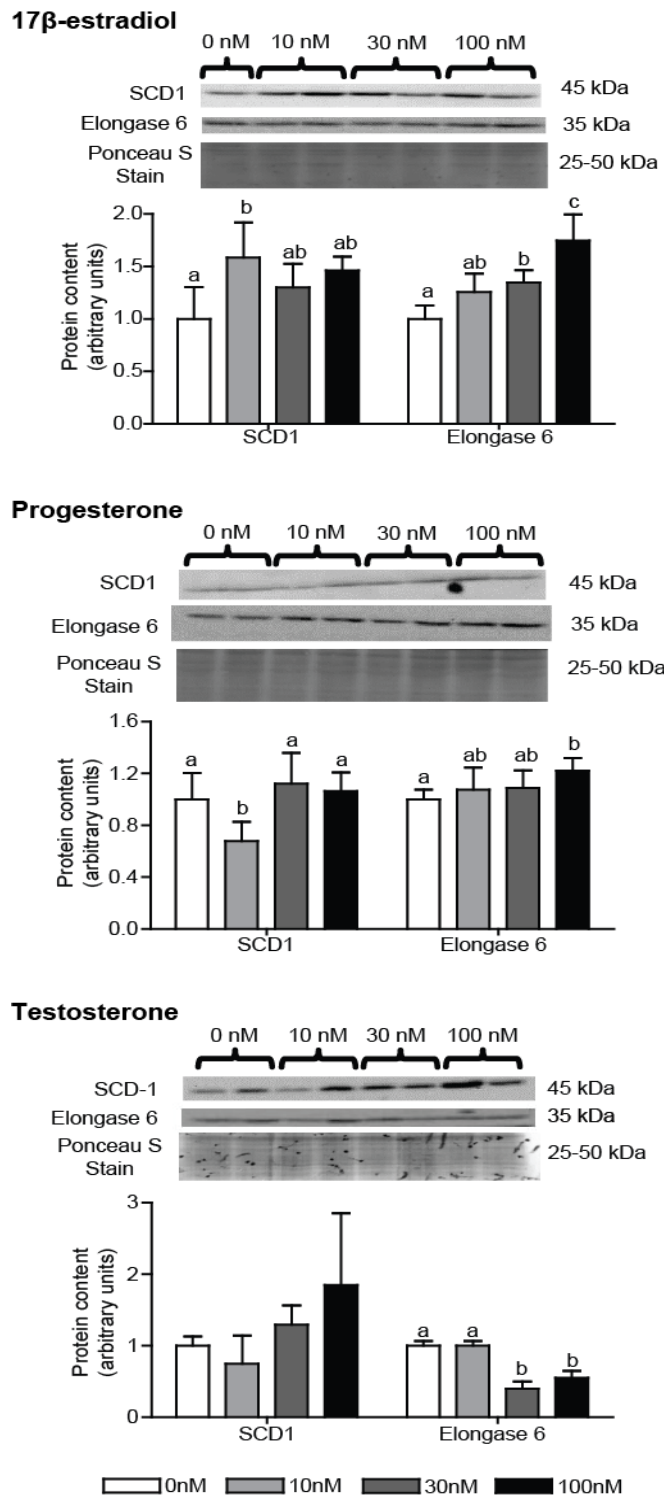 17β-estradiol
0 nM 10 nM 30 nM 100 nM
SCD1 45 kDa
Elongase 6 35 kDa
Ponceau S Stain 25-50 kDa
Protein content (arbitrary units)
2.0
1.5
1.0
0.5
0.0
a b ab ab a ab b c
SCD1 Elongase 6
Progesterone
0 nM 10 nM 30 nM 100 nM
SCD1 45 kDa
Elongase 6 35 kDa
Ponceau S Stain 25-50 kDa
Protein content (arbitrary units)
1.6
1.2
0.8
0.4
0.0
a b a a a ab ab b
SCD1 Elongase 6
Testosterone
0 nM 10 nM 30 nM 100 nM
SCD-1 45 kDa
Elongase 6 35 kDa
Ponceau S Stain 25-50 kDa
Protein content (arbitrary units)
3
2
1
0
a a b b
SCD1 Elongase 6
0nM 10nM 30nM 100nM